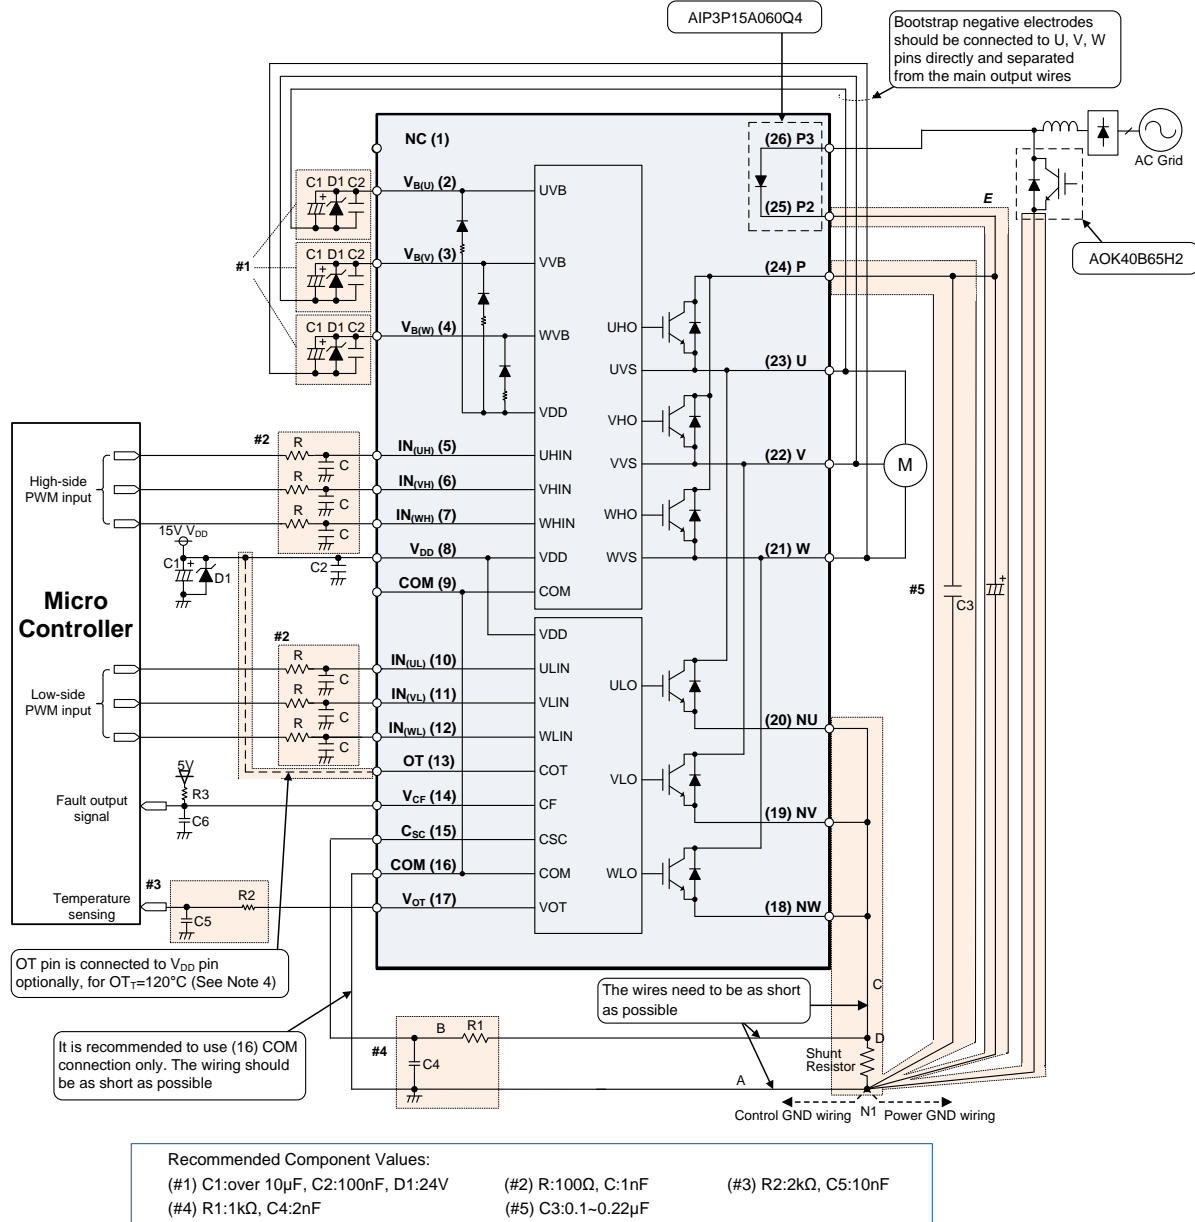 AIP3P15A060Q4
Bootstrap negative electrodes
should be connected to U, V, W
pins directly and separated
from the main output wires
NC (1)
(26) P3
AC Grid
C1 D1 C2
VB(U) (2)
UVB
(25) P2
E
+
AOK40B65H2
#1
C1 D1 C2
VB(V) (3)
VVB
+
(24) P
C1 D1 C2
VB(W) (4)
WVB
UHO
+
UVS
(23) U
VDD
VHO
#2
R
IN(UH) (5)
UHIN
C
VVS
(22) V
M
High-side
PWM input
R
IN(VH) (6)
VHIN
C
R
IN(WH) (7)
WHIN
WHO
C
15V VDD
VDD (8)
VDD
WVS
(21) W
C1
+
D1
C2
COM (9)
COM
#5
C3
+
Micro
Controller
VDD
#2
R
IN(UL) (10)
ULIN
C
ULO
Low-side
PWM input
R
IN(VL) (11)
VLIN
C
R
IN(WL) (12)
WLIN
C
(20) NU
OT (13)
COT
5V
R3
VLO
Fault output
signal
VCF (14)
CF
C6
(19) NV
CSC (15)
CSC
COM (16)
COM
WLO
#3
Temperature
sensing
R2
C5
VOT (17)
VOT
(18) NW
OT pin is connected to VDD pin
optionally, for OTT=120°C (See Note 4)
The wires need to be as short
as possible
C
It is recommended to use (16) COM
connection only. The wiring should
be as short as possible
B
R1
D
#4
C4
Shunt
Resistor
A
Control GND wiring
N1
Power GND wiring
Recommended Component Values:
(#1) C1:over 10µF, C2:100nF, D1:24V
(#2) R:100Ω, C:1nF
(#3) R2:2kΩ, C5:10nF
(#4) R1:1kΩ, C4:2nF
(#5) C3:0.1~0.22µF